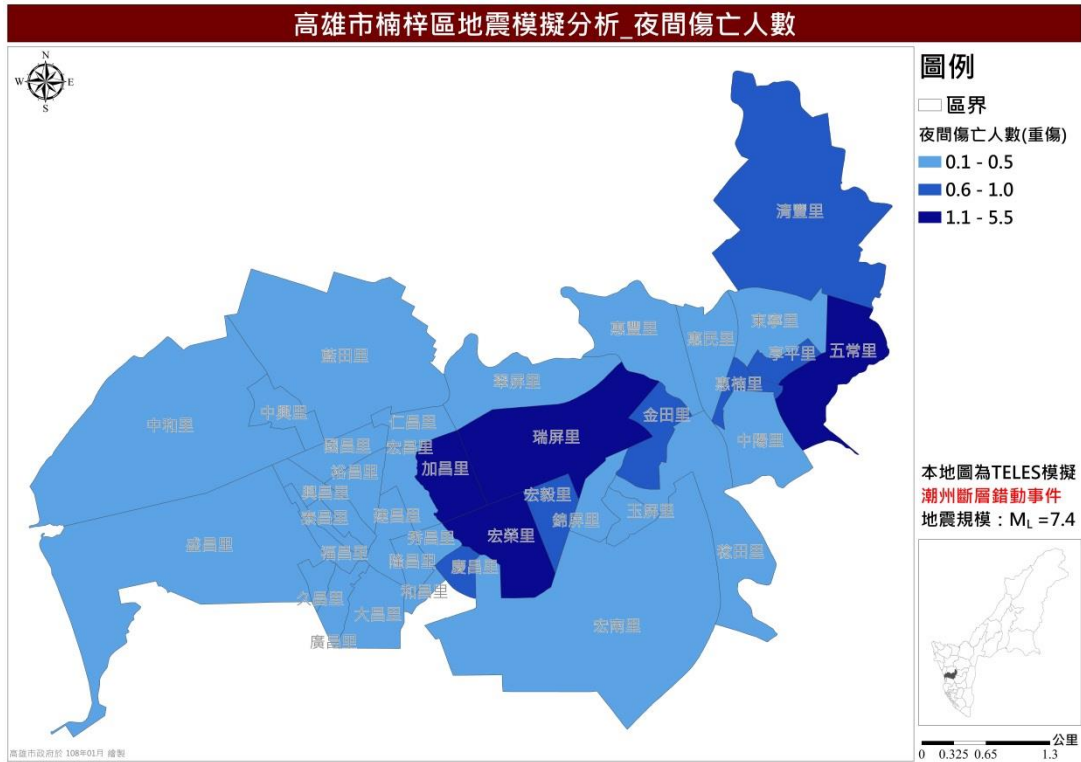 高雄市楠梓區地震模擬分析_夜間傷亡人數
N
W
E
S
圖例
區界
夜間傷亡人數(重傷)
0.1 - 0.5
0.6 - 1.0
1.1 - 5.5
清豐里
東寧里
惠豐里
惠民里
享平里
五常里
藍田里
翠屏里
惠楠里
中興里
仁昌里
金田里
中和里
瑞屏里
中陽里
國昌里
宏昌里
裕昌里
加昌里
興昌里
宏毅里
泰昌里
建昌里
錦屏里
玉屏里
盛昌里
秀昌里
宏榮里
福昌里
隆昌里
慶昌里
稔田里
久昌里
和昌里
大昌里
宏南里
廣昌里
本地圖為TELES模擬
潮州斷層錯動事件
地震規模：ML =7.4
高雄市政府於 108年01月 繪製
公里
0 0.325 0.65 1.3